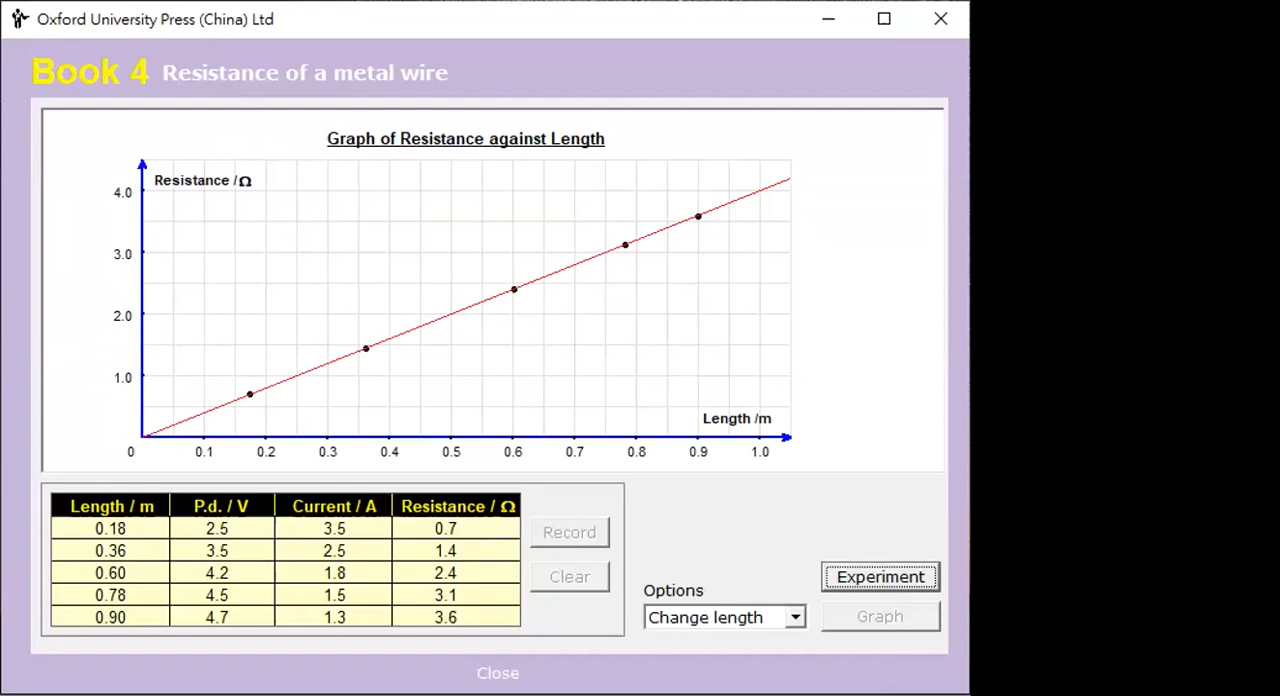 Oxford University Press (China) Ltd
Book 4 Resistance of a metal wire
Graph of Resistance against Length
Resistance /Ω
4.0
3.0
2.0
1.0
Length /m
0 0.1 0.2 0.3 0.4 0.5 0.6 0.7 0.8 0.9 1.0
Length / m P.d. / V Current / A Resistance / Ω
0.18 2.5 3.5 0.7
0.36 3.5 2.5 1.4
0.60 4.2 1.8 2.4
0.78 4.5 1.5 3.1
0.90 4.7 1.3 3.6
Record
Clear
Options
Change length
Experiment
Graph
Close